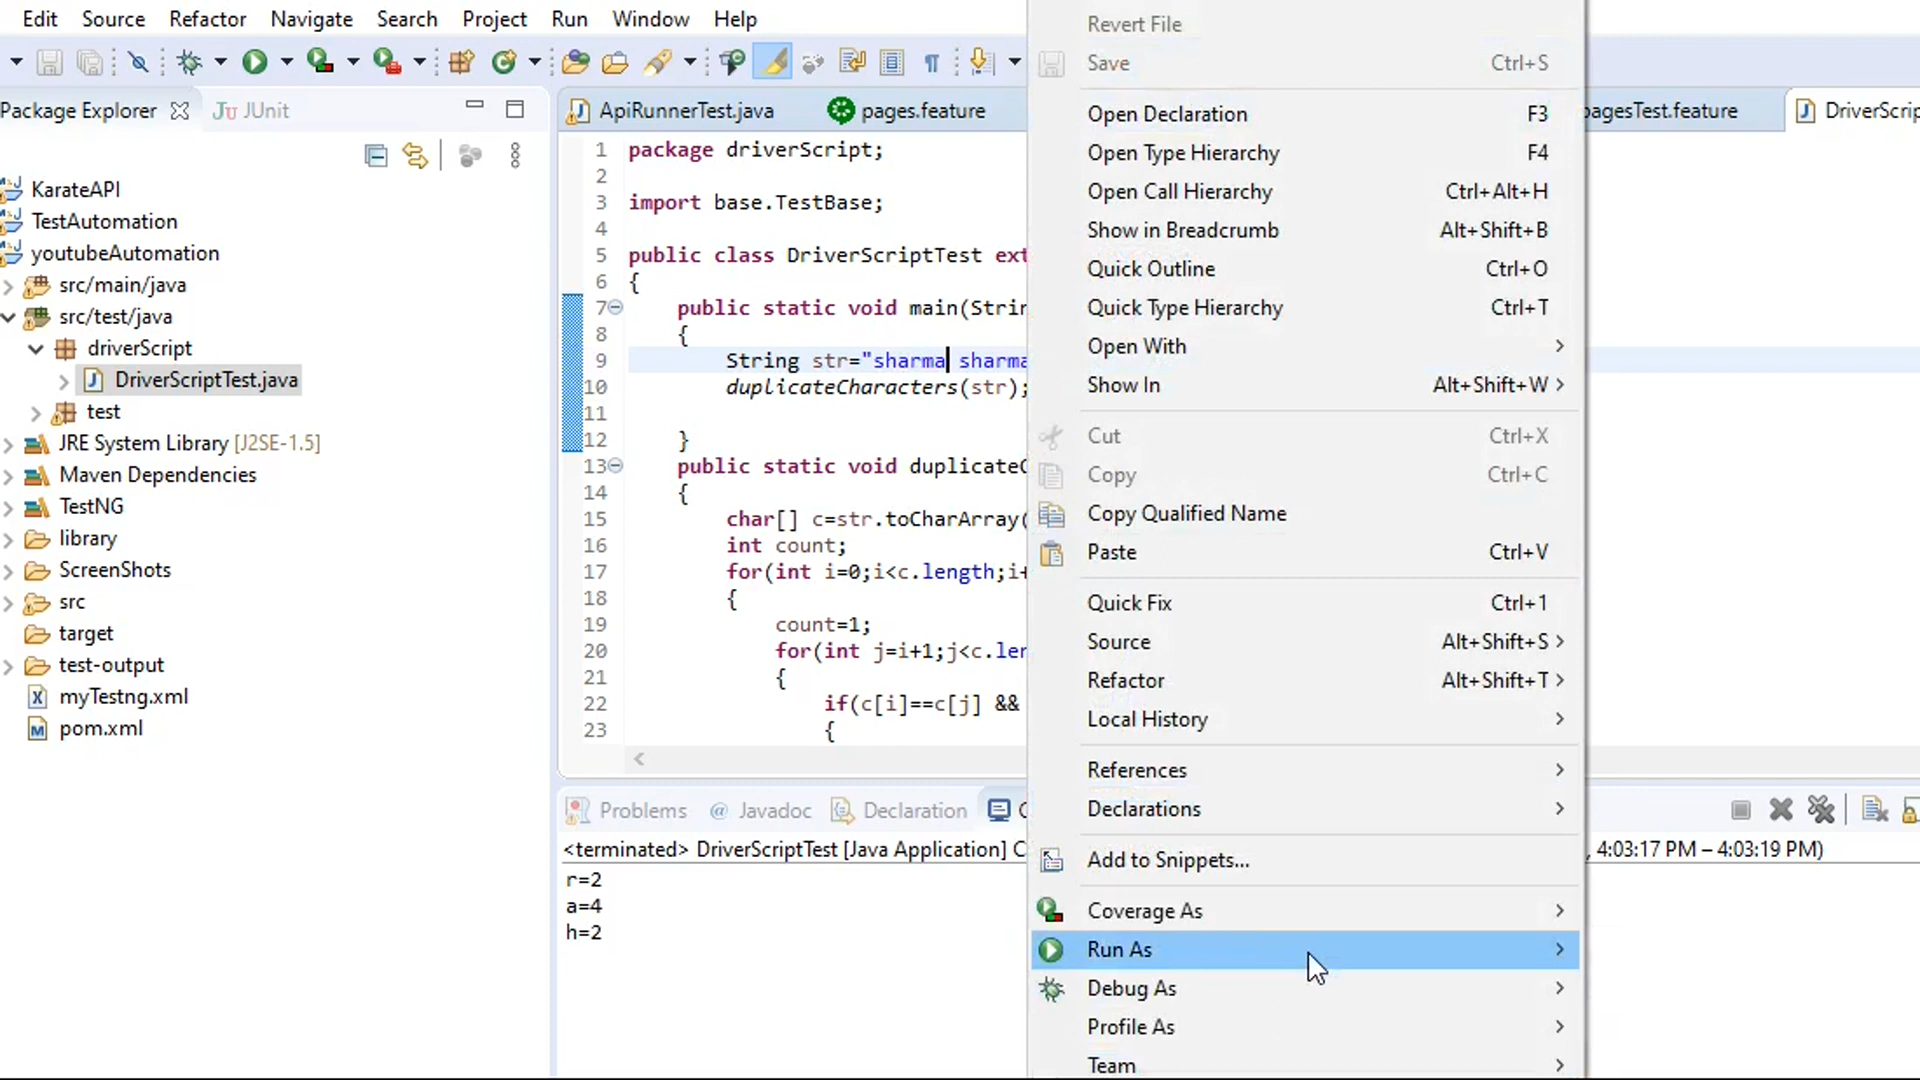 Edit Source Refactor Navigate Search Project Run Window Help
Package Explorer JUnit
KarateAPI
TestAutomation
youtubeAutomation
src/main/java
src/test/java
driverScript
DriverScriptTest.java
test
JRE System Library [J2SE-1.5]
Maven Dependencies
TestNG
library
ScreenShots
src
target
test-output
myTestng.xml
pom.xml
ApiRunnerTest.java pages.feature pagesTest.feature DriverScrip
1 package driverScript;
2
3 import base.TestBase;
4
5 public class DriverScriptTest ext
6 {
7 public static void main(Strin
8 {
9 String str="sharma sharma
10 duplicateCharacters(str);
11
12 }
13 public static void duplicateC
14 {
15 char[] c=str.toCharArray(
16 int count;
17 for(int i=0;i<c.length;i+
18 {
19 count=1;
20 for(int j=i+1;j<c.len
21 {
22 if(c[i]==c[j] &&
23 {
Problems @ Javadoc Declaration C
<terminated> DriverScriptTest [Java Application] C , 4:03:17 PM – 4:03:19 PM)
r=2
a=4
h=2
Revert File
Save Ctrl+S
Open Declaration F3
Open Type Hierarchy F4
Open Call Hierarchy Ctrl+Alt+H
Show in Breadcrumb Alt+Shift+B
Quick Outline Ctrl+O
Quick Type Hierarchy Ctrl+T
Open With
Show In Alt+Shift+W
Cut Ctrl+X
Copy Ctrl+C
Copy Qualified Name
Paste Ctrl+V
Quick Fix Ctrl+1
Source Alt+Shift+S
Refactor Alt+Shift+T
Local History
References
Declarations
Add to Snippets...
Coverage As
Run As
Debug As
Profile As
Team